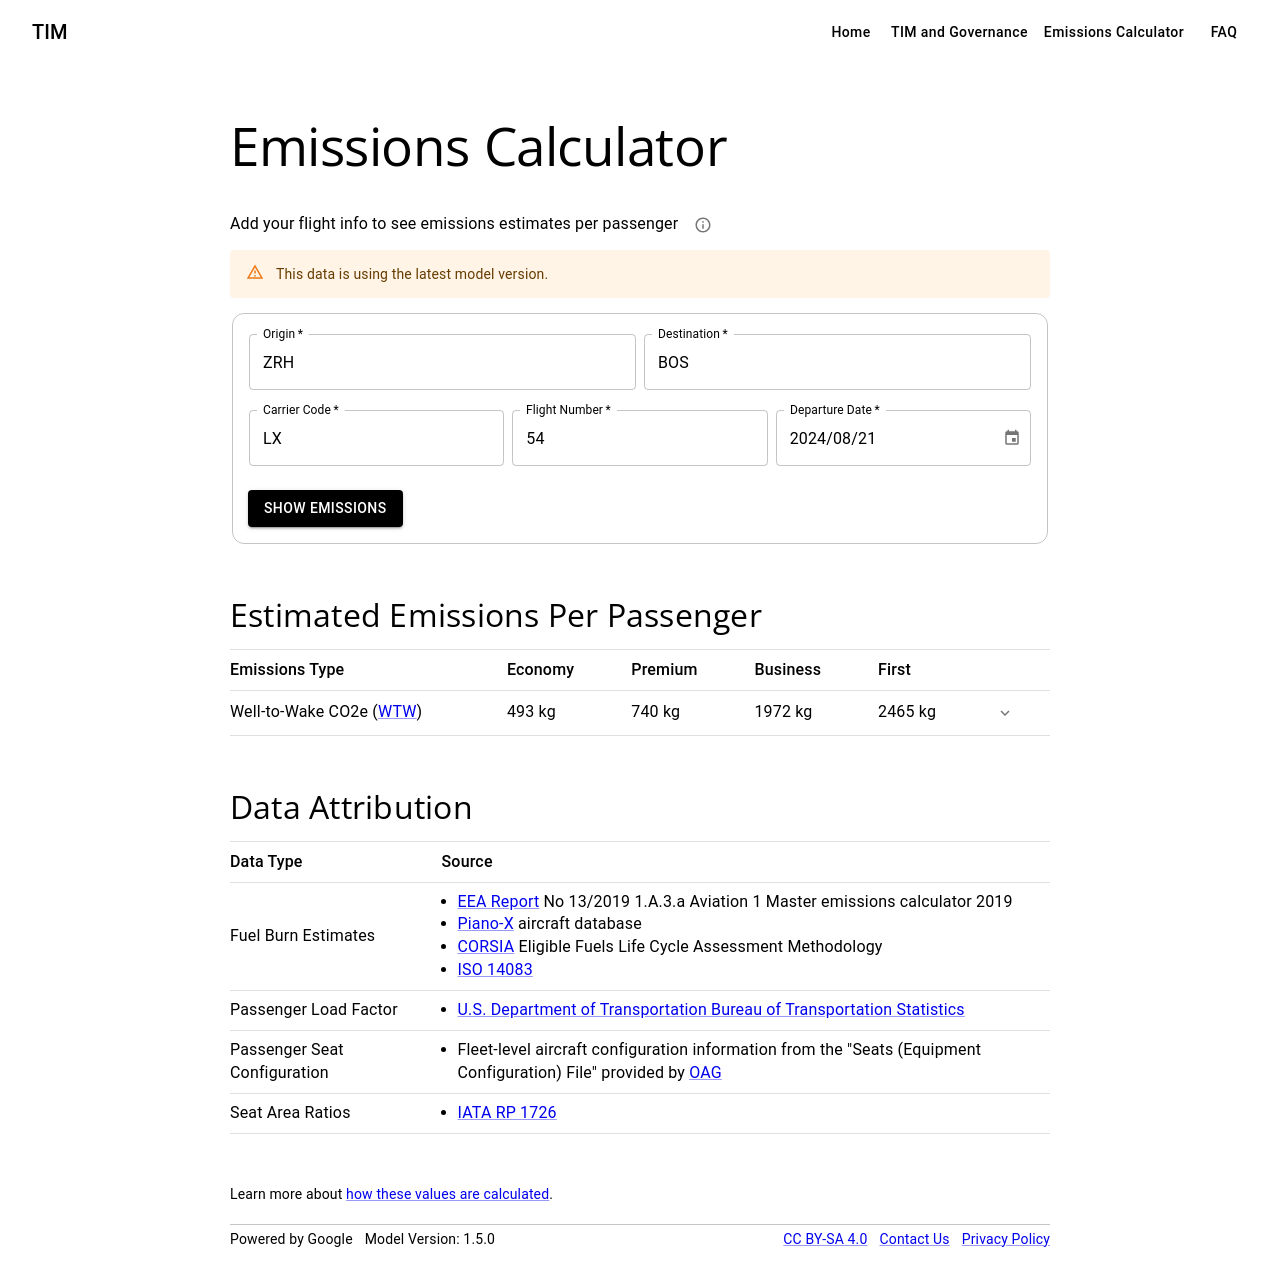 TIM
Home TIM and Governance Emissions Calculator FAQ
Emissions Calculator
Add your flight info to see emissions estimates per passenger
This data is using the latest model version.
Origin * Destination *
ZRH BOS
Carrier Code * Flight Number * Departure Date *
LX 54 2024/08/21
SHOW EMISSIONS
Estimated Emissions Per Passenger
Emissions Type Economy Premium Business First
Well-to-Wake CO2e (WTW) 493 kg 740 kg 1972 kg 2465 kg
Data Attribution
Data Type Source
Fuel Burn Estimates
EEA Report No 13/2019 1.A.3.a Aviation 1 Master emissions calculator 2019
Piano-X aircraft database
CORSIA Eligible Fuels Life Cycle Assessment Methodology
ISO 14083
Passenger Load Factor
U.S. Department of Transportation Bureau of Transportation Statistics
Passenger Seat
Configuration
Fleet-level aircraft configuration information from the "Seats (Equipment
Configuration) File" provided by OAG
Seat Area Ratios
IATA RP 1726
Learn more about how these values are calculated.
Powered by Google Model Version: 1.5.0 CC BY-SA 4.0 Contact Us Privacy Policy